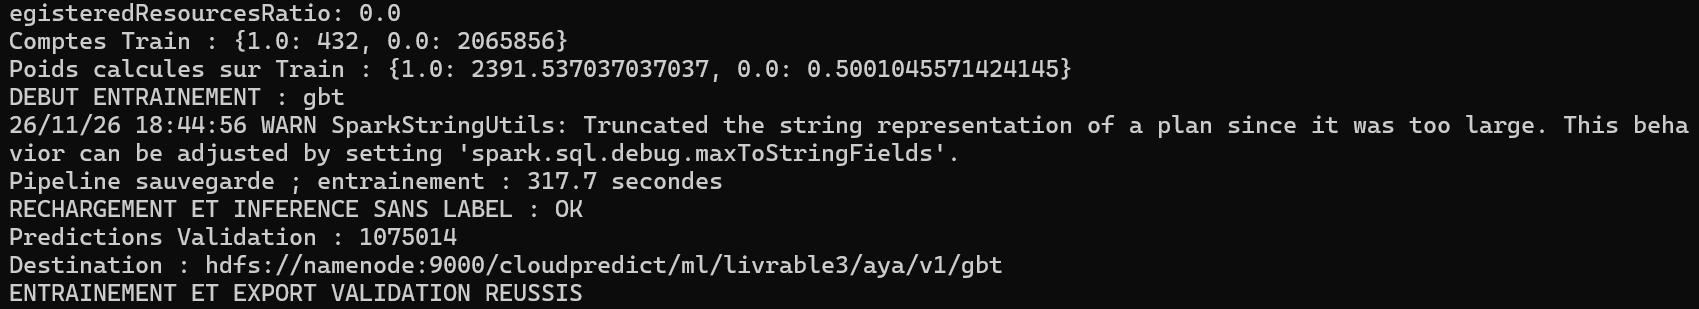 egisteredResourcesRatio: 0.0
Comptes Train : {1.0: 432, 0.0: 2065856}
Poids calcules sur Train : {1.0: 2391.537037037037, 0.0: 0.5001045571424145}
DEBUT ENTRAINEMENT : gbt
26/11/26 18:44:56 WARN SparkStringUtils: Truncated the string representation of a plan since it was too large. This beha
vior can be adjusted by setting 'spark.sql.debug.maxToStringFields'.
Pipeline sauvegarde ; entrainement : 317.7 secondes
RECHARGEMENT ET INFERENCE SANS LABEL : OK
Predictions Validation : 1075014
Destination : hdfs://namenode:9000/cloudpredict/ml/livrable3/aya/v1/gbt
ENTRAINEMENT ET EXPORT VALIDATION REUSSIS